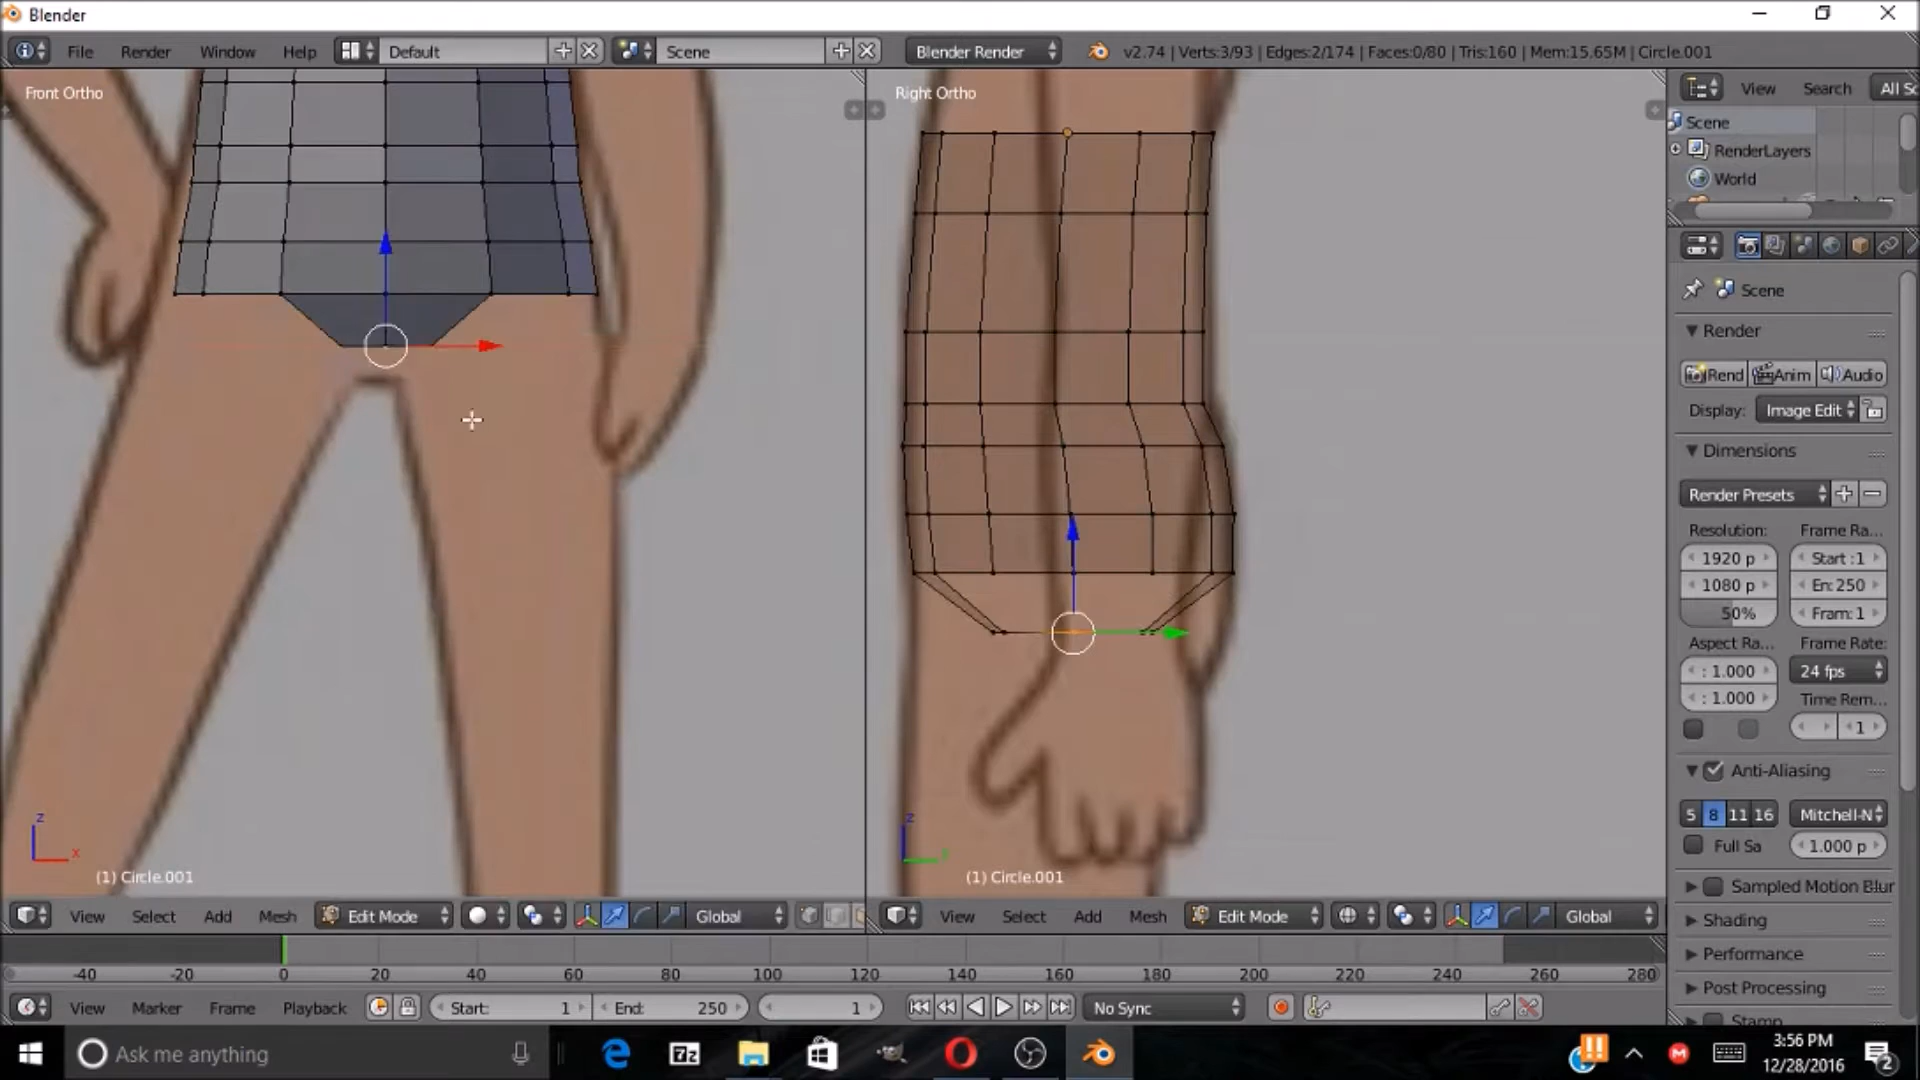 Blender
File Render Window Help Default Scene Blender Render v2.74 | Verts:3/93 | Edges:2/174 | Faces:0/80 | Tris:160 | Mem:15.65M | Circle.001
Front Ortho
Right Ortho
View Search All Sc
Scene
RenderLayers
World
Scene
Render
Rend Anim Audio
Display: Image Edit
Dimensions
Render Presets
Resolution: Frame Ra...
1920 p Start :1
1080 p En: 250
50% Fram: 1
Aspect Ra... Frame Rate:
: 1.000 24 fps
: 1.000 Time Rem...
1
Anti-Aliasing
5 8 11 16 Mitchell-N
Full Sa 1.000 p
Sampled Motion Blur
Shading
Performance
Post Processing
Stamp
z
x
(1) Circle.001
z
(1) Circle.001
View Select Add Mesh Edit Mode Global
View Select Add Mesh Edit Mode Global
-40 -20 0 20 40 60 80 100 120 140 160 180 200 220 240 260 280
View Marker Frame Playback Start: 1 End: 250 1 No Sync
Ask me anything
7z
3:56 PM
12/28/2016
2